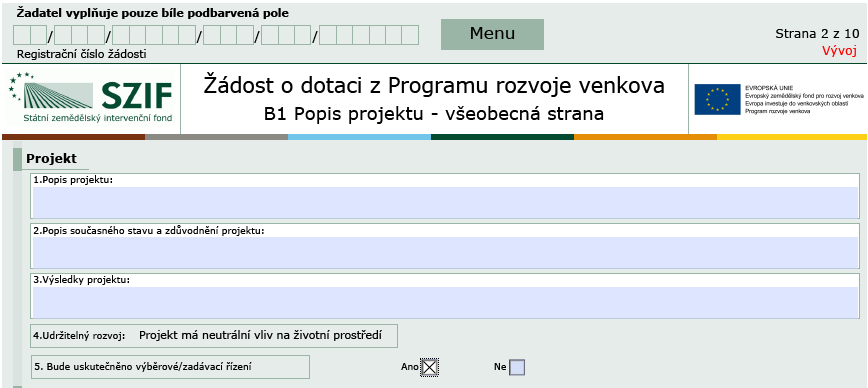 Žadatel vyplňuje pouze bíle podbarvená pole
/ / / / /
Registrační číslo žádosti
Menu
Strana 2 z 10
Vývoj
SZIF
Státní zemědělský intervenční fond
Žádost o dotaci z Programu rozvoje venkova
B1 Popis projektu - všeobecná strana
EVROPSKÁ UNIE
Evropský zemědělský fond pro rozvoj venkova
Evropa investuje do venkovských oblastí
Program rozvoje venkova
Projekt
1.Popis projektu:
2.Popis současného stavu a zdůvodnění projektu:
3.Výsledky projektu:
4.Udržitelný rozvoj: Projekt má neutrální vliv na životní prostředí
5. Bude uskutečněno výběrové/zadávací řízení Ano Ne